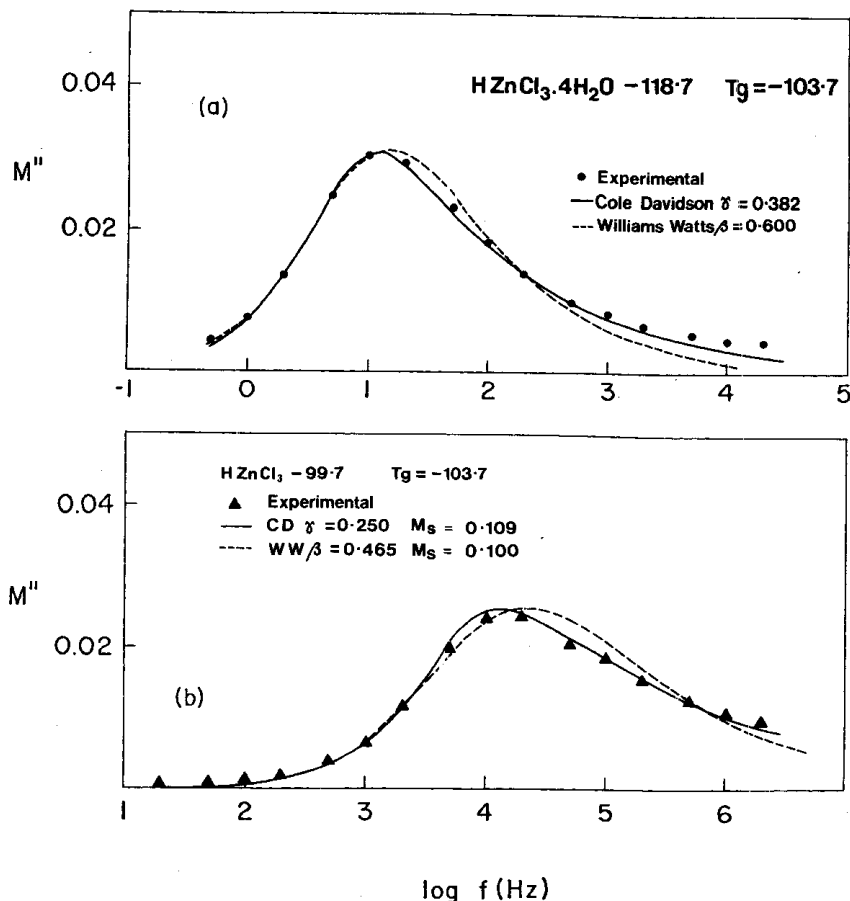 0.04
(a)
HZnCl₃.4H₂O -118.7 Tg=-103.7
M"
Experimental
Cole Davidson γ = 0.382
Williams Watts β = 0.600
0.02
-1 0 1 2 3 4 5
HZnCl₃ -99.7 Tg=-103.7
0.04
Experimental
CD γ = 0.250 Ms = 0.109
WW β = 0.465 Ms = 0.100
M"
0.02
(b)
1 2 3 4 5 6
log f (Hz)